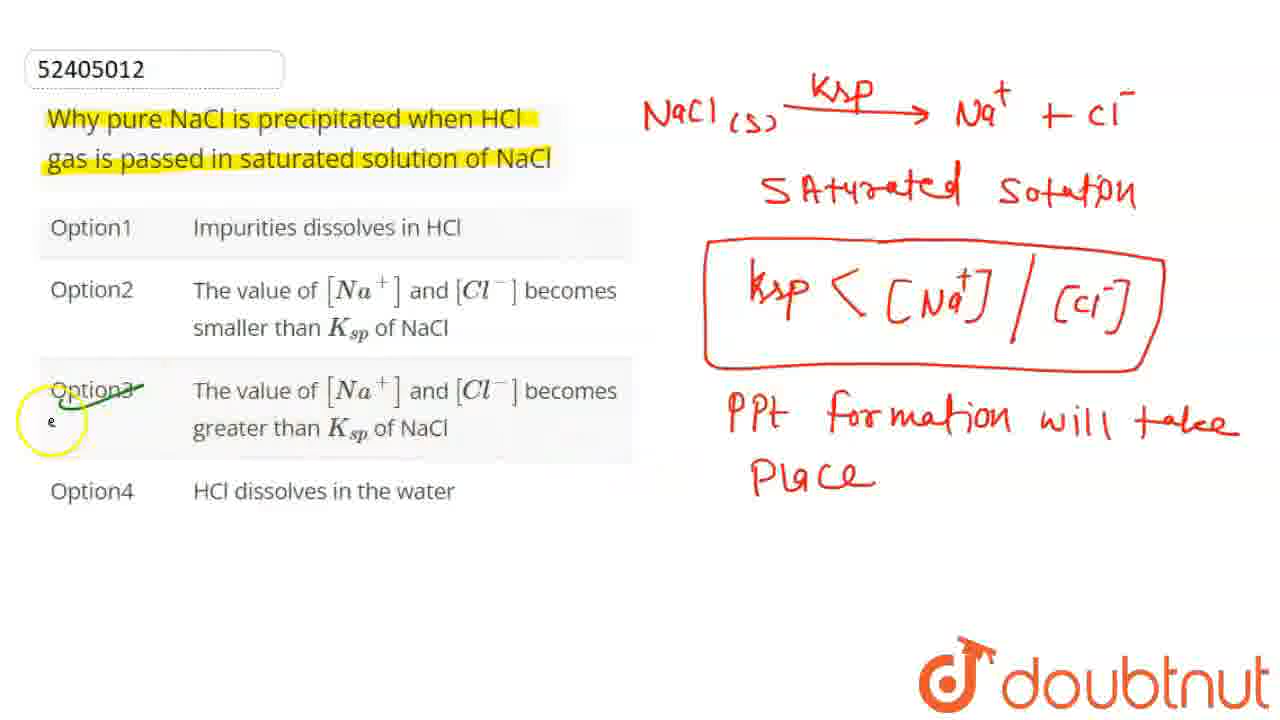 52405012
Why pure NaCl is precipitated when HCl
gas is passed in saturated solution of NaCl
Option1 Impurities dissolves in HCl
Option2 The value of [Na⁺] and [Cl⁻] becomes
smaller than Kₛₚ of NaCl
Option3 The value of [Na⁺] and [Cl⁻] becomes
greater than Kₛₚ of NaCl
Option4 HCl dissolves in the water
NaCl (s) Ksp → Na⁺ + Cl⁻
SAturated Sotation
Ksp < [Na⁺] / [Cl⁻]
PPt formation will take
Place
doubtnut